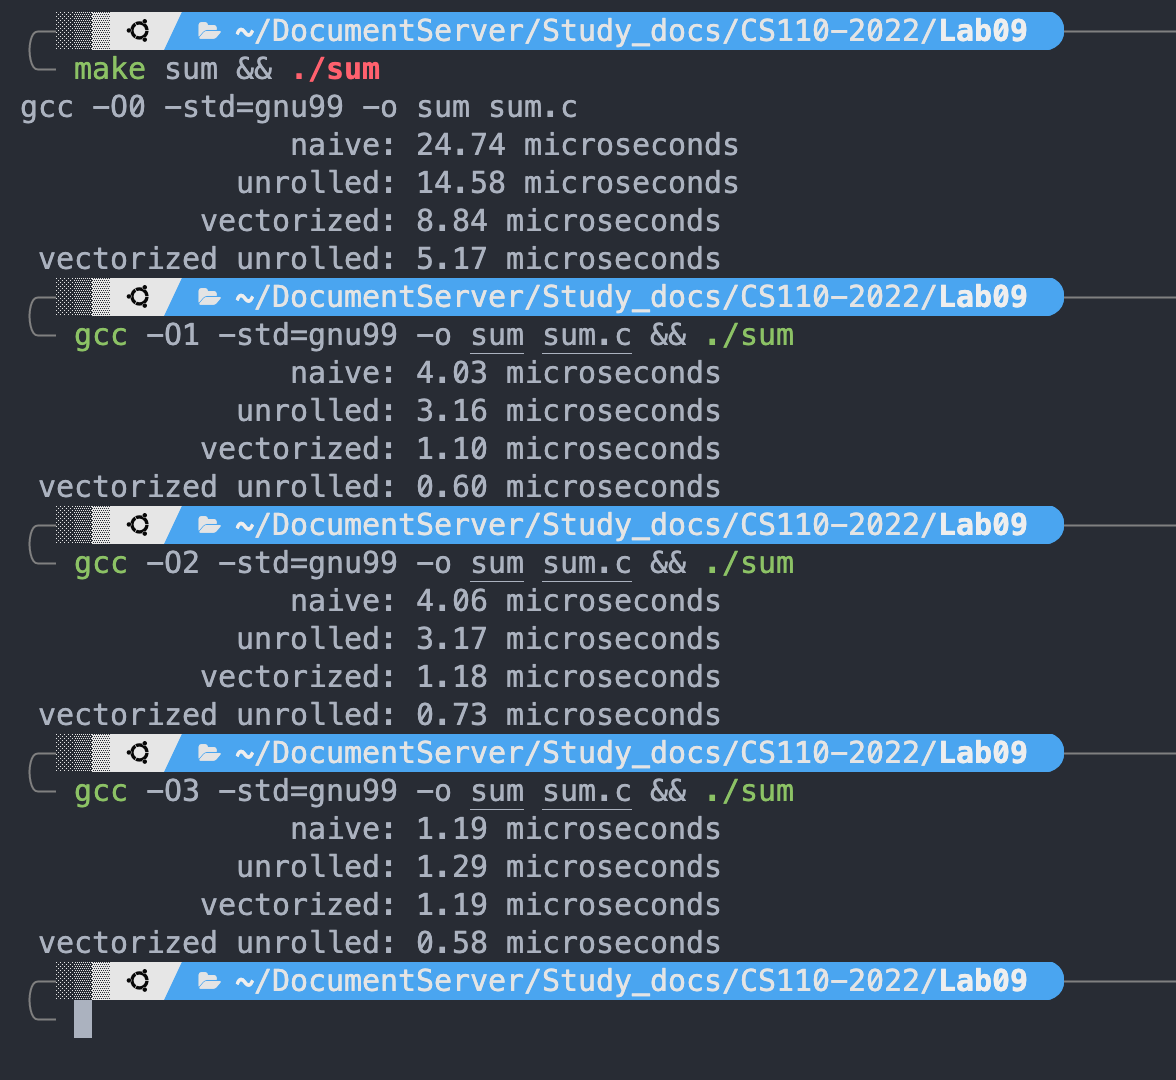 ~/DocumentServer/Study_docs/CS110-2022/Lab09
make sum && ./sum
gcc -O0 -std=gnu99 -o sum sum.c
naive: 24.74 microseconds
unrolled: 14.58 microseconds
vectorized: 8.84 microseconds
vectorized unrolled: 5.17 microseconds
~/DocumentServer/Study_docs/CS110-2022/Lab09
gcc -O1 -std=gnu99 -o sum sum.c && ./sum
naive: 4.03 microseconds
unrolled: 3.16 microseconds
vectorized: 1.10 microseconds
vectorized unrolled: 0.60 microseconds
~/DocumentServer/Study_docs/CS110-2022/Lab09
gcc -O2 -std=gnu99 -o sum sum.c && ./sum
naive: 4.06 microseconds
unrolled: 3.17 microseconds
vectorized: 1.18 microseconds
vectorized unrolled: 0.73 microseconds
~/DocumentServer/Study_docs/CS110-2022/Lab09
gcc -O3 -std=gnu99 -o sum sum.c && ./sum
naive: 1.19 microseconds
unrolled: 1.29 microseconds
vectorized: 1.19 microseconds
vectorized unrolled: 0.58 microseconds
~/DocumentServer/Study_docs/CS110-2022/Lab09